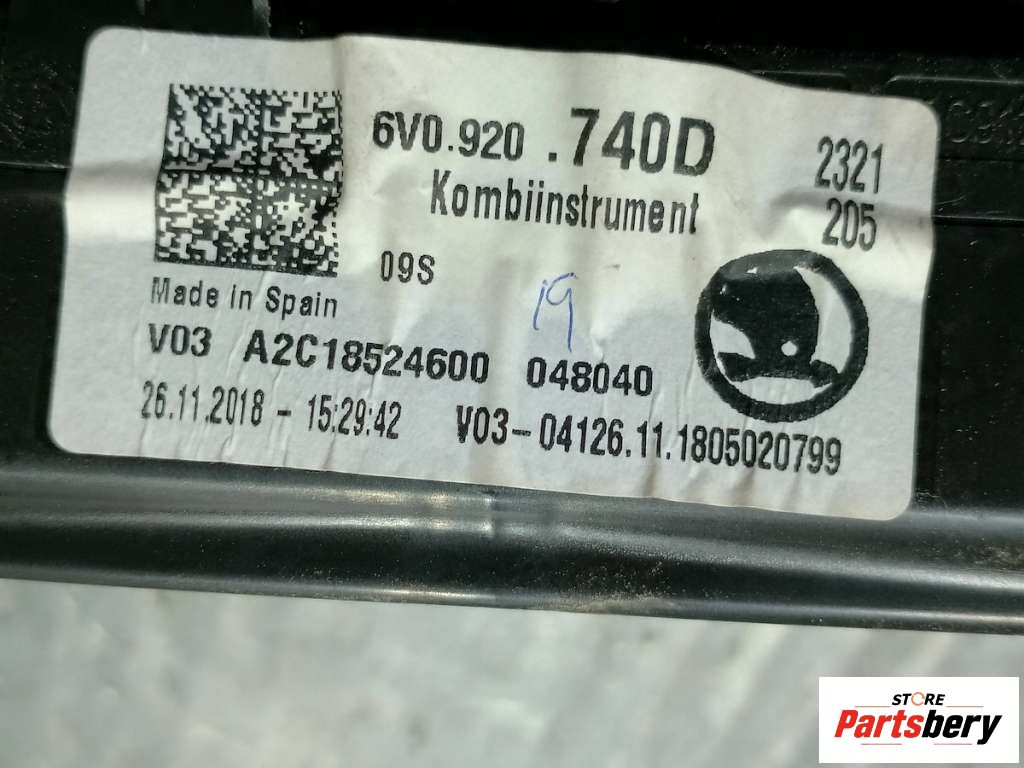 6V0.920 .740D
2321
Kombiinstrument
205
09S
19
Made in Spain
V03 A2C18524600 048040
26.11.2018 - 15:29:42 V03-04126.11.1805020799
STORE
Partsbery